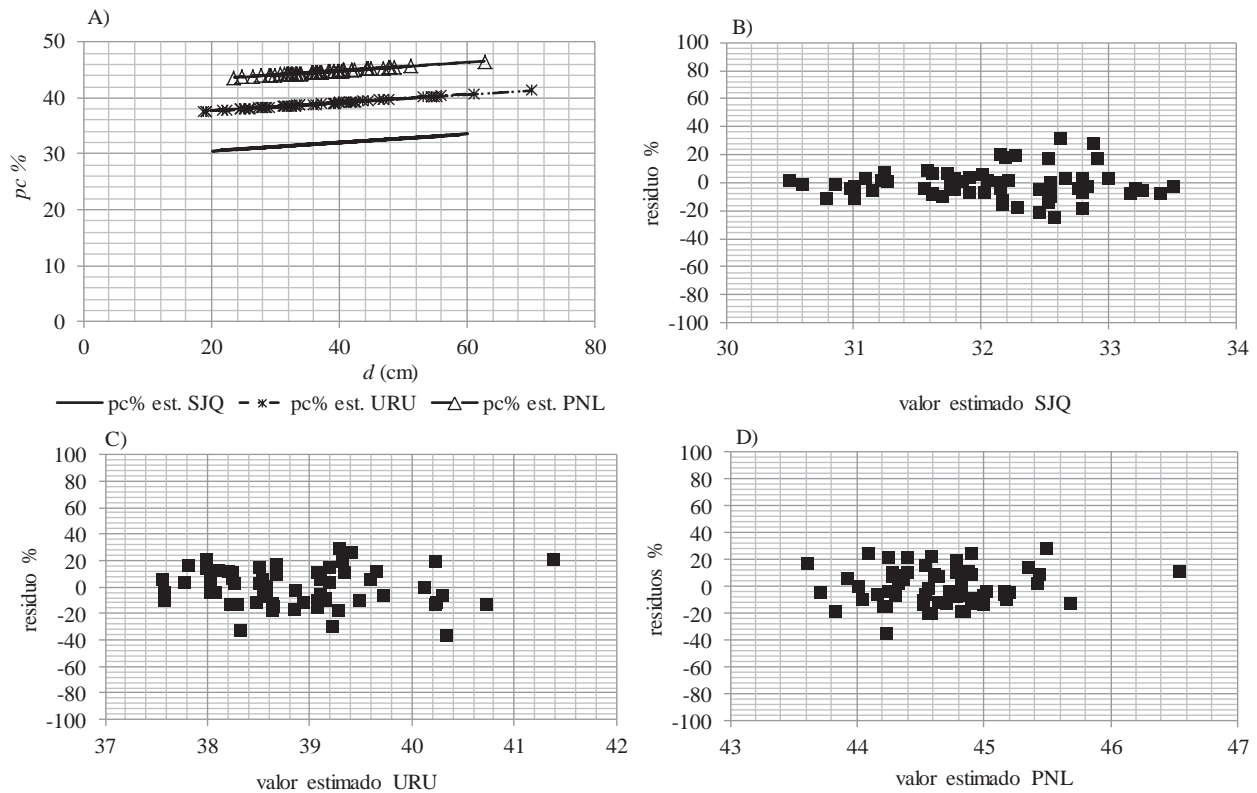 A)
50
40
30
20
10
0
pc %
0 20 40 60 80
d (cm)
pc% est. SJQ pc% est. URU pc% est. PNL
B)
100
80
60
40
20
0
-20
-40
-60
-80
-100
residuo %
30 31 32 33 34
valor estimado SJQ
C)
100
80
60
40
20
0
-20
-40
-60
-80
-100
residuo %
37 38 39 40 41 42
valor estimado URU
D)
100
80
60
40
20
0
-20
-40
-60
-80
-100
residuos %
43 44 45 46 47
valor estimado PNL